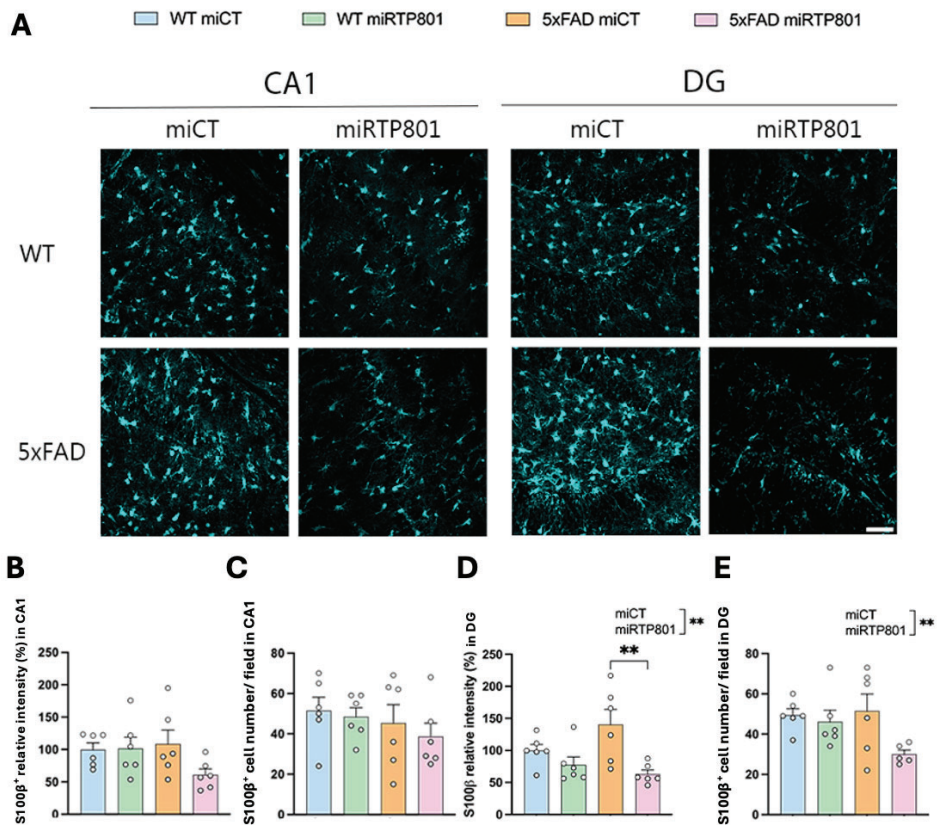 A
WT miCT WT miRTP801 5xFAD miCT 5xFAD miRTP801
CA1 DG
miCT miRTP801 miCT miRTP801
WT
5xFAD
B
S100β⁺ relative intensity (%) in CA1
250
200
150
100
50
0
C
S100β⁺ cell number/ field in CA1
80
60
40
20
0
D
S100β⁺ relative intensity (%) in DG
miCT
miRTP801
**
**
250
200
150
100
50
0
E
S100β⁺ cell number/ field in DG
miCT
miRTP801
**
80
60
40
20
0